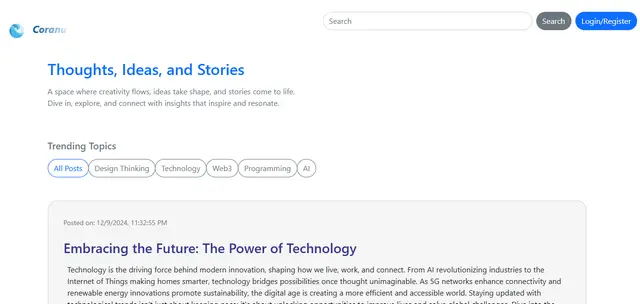 Coranu
Search
Search
Login/Register
Thoughts, Ideas, and Stories
A space where creativity flows, ideas take shape, and stories come to life.
Dive in, explore, and connect with insights that inspire and resonate.
Trending Topics
All Posts
Design Thinking
Technology
Web3
Programming
AI
Posted on: 12/9/2024, 11:32:55 PM
Embracing the Future: The Power of Technology
Technology is the driving force behind modern innovation, shaping how we live, work, and connect. From AI revolutionizing industries to the
Internet of Things making homes smarter, technology bridges possibilities once thought unimaginable. As 5G networks enhance connectivity and
renewable energy innovations promote sustainability, the digital age is creating a more efficient and accessible world. Staying updated with